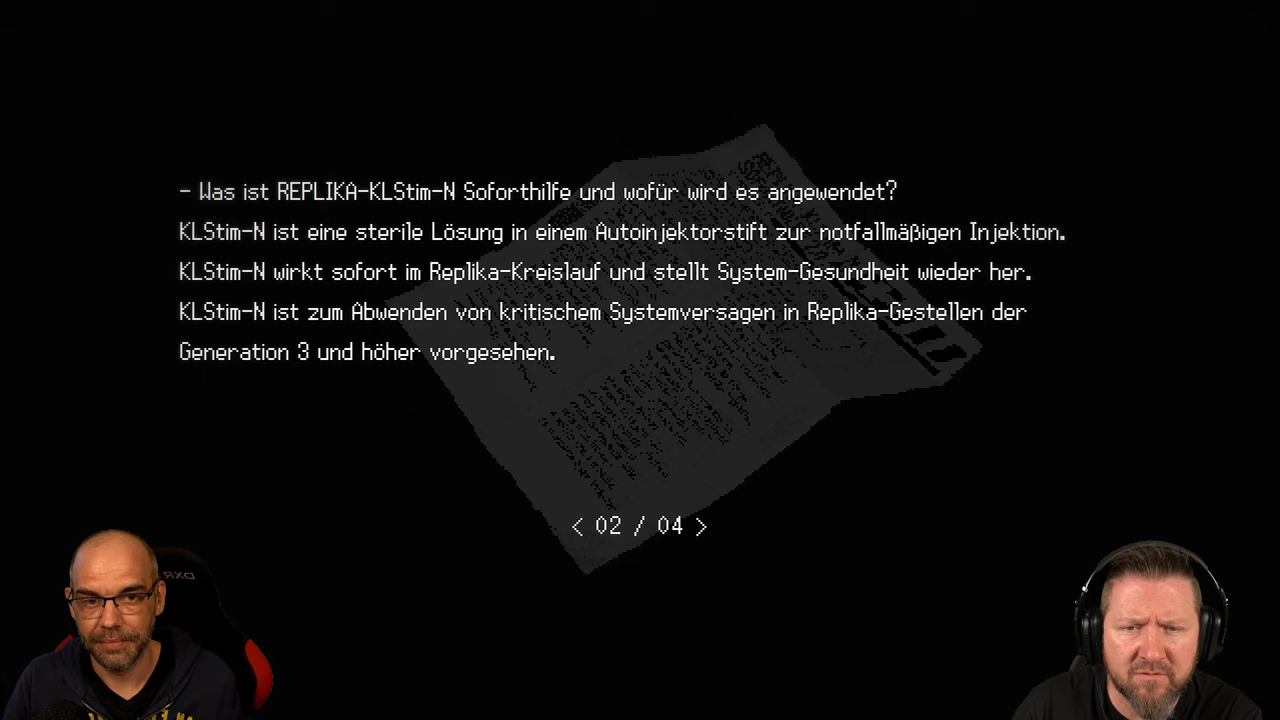 - Was ist REPLIKA-KLStim-N Soforthilfe und wofür wird es angewendet?
KLStim-N ist eine sterile Lösung in einem Autoinjektorstift zur notfallmäßigen Injektion.
KLStim-N wirkt sofort im Replika-Kreislauf und stellt System-Gesundheit wieder her.
KLStim-N ist zum Abwenden von kritischem Systemversagen in Replika-Gestellen der
Generation 3 und höher vorgesehen.
< 02 / 04 >